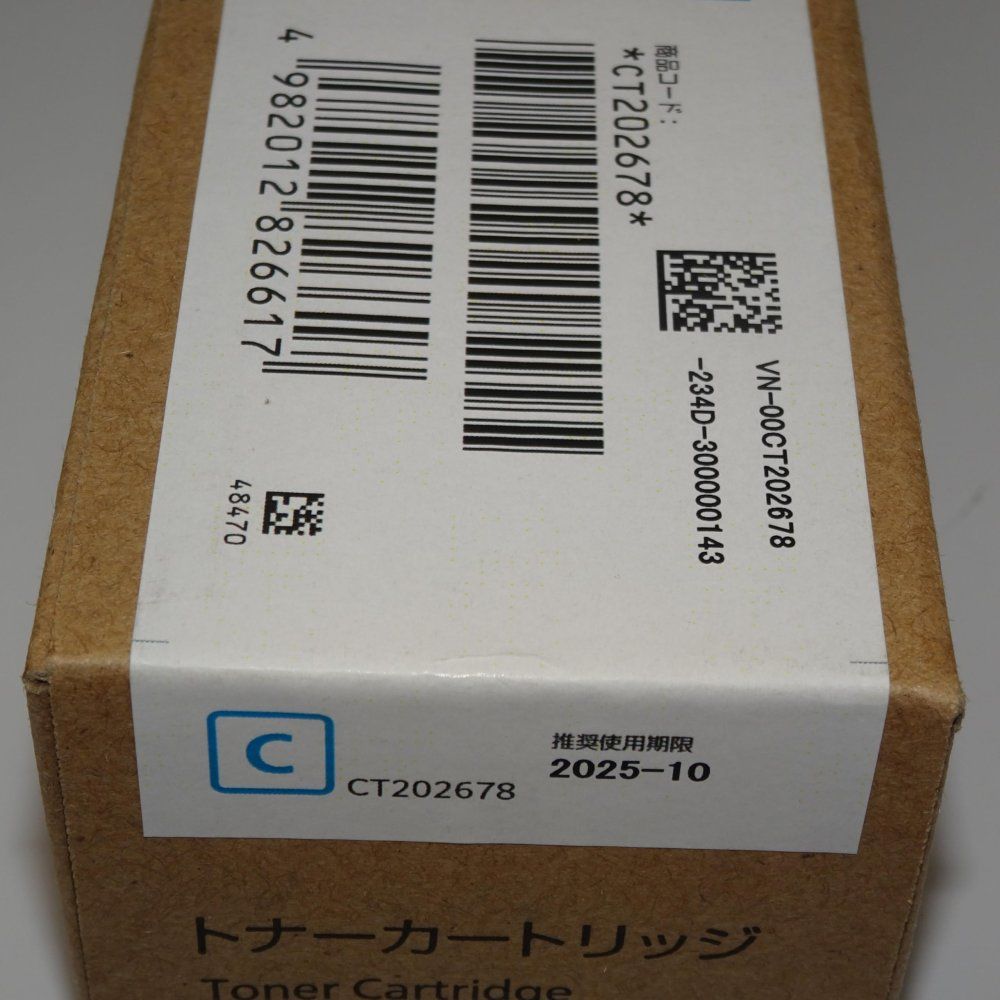 商品コード:
*CT202678*
4 982012 826617
VN-00CT202678
-234D-300000143
48470
C
CT202678
推奨使用期限
2025-10
トナーカートリッジ
Toner Cartridge